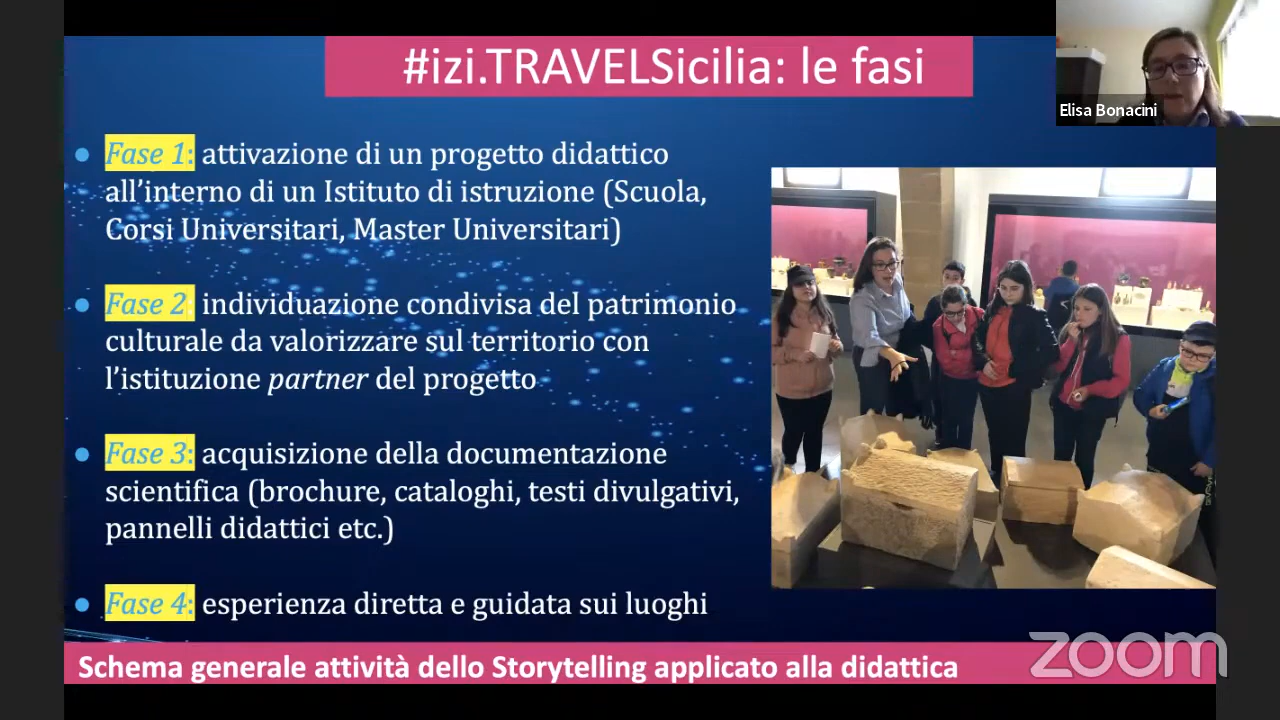 #izi.TRAVELSicilia: le fasi
Elisa Bonacini
• Fase 1: attivazione di un progetto didattico
all’interno di un Istituto di istruzione (Scuola,
Corsi Universitari, Master Universitari)
• Fase 2: individuazione condivisa del patrimonio
culturale da valorizzare sul territorio con
l’istituzione partner del progetto
• Fase 3: acquisizione della documentazione
scientifica (brochure, cataloghi, testi divulgativi,
pannelli didattici etc.)
• Fase 4: esperienza diretta e guidata sui luoghi
Schema generale attività dello Storytelling applicato alla didattica
zoom